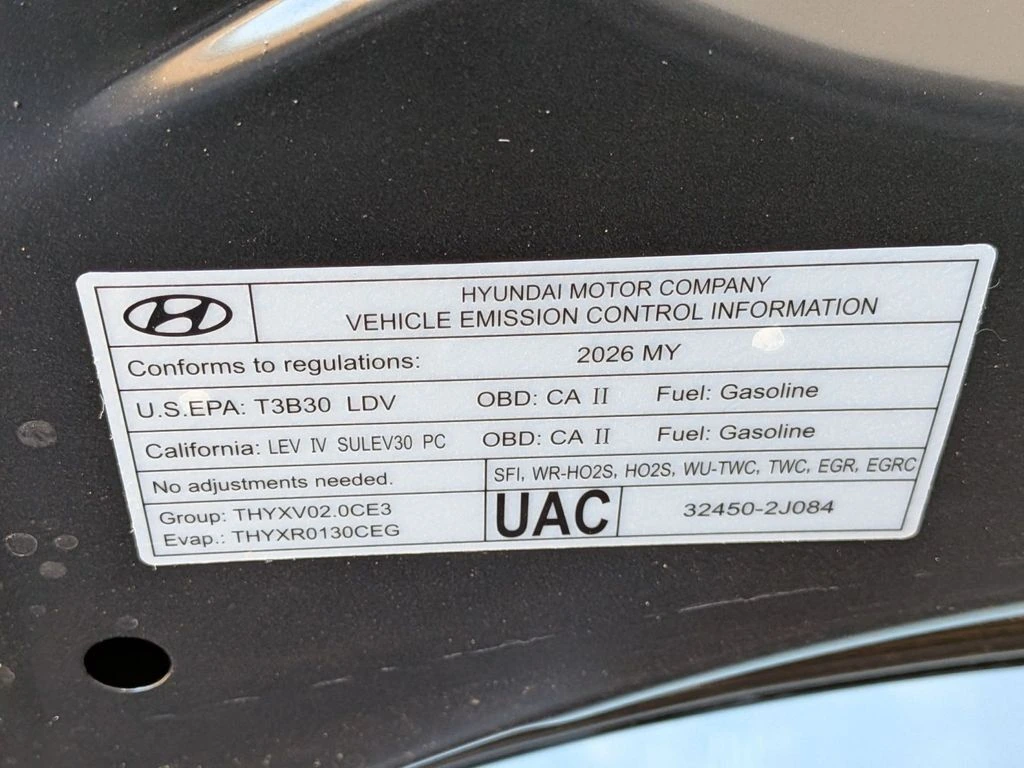 HYUNDAI MOTOR COMPANY
VEHICLE EMISSION CONTROL INFORMATION
Conforms to regulations: 2026 MY
U.S.EPA: T3B30 LDV OBD: CA II Fuel: Gasoline
California: LEV IV SULEV30 PC OBD: CA II Fuel: Gasoline
No adjustments needed.
SFI, WR-HO2S, HO2S, WU-TWC, TWC, EGR, EGRC
Group: THYXV02.0CE3
Evap.: THYXR0130CEG
UAC
32450-2J084